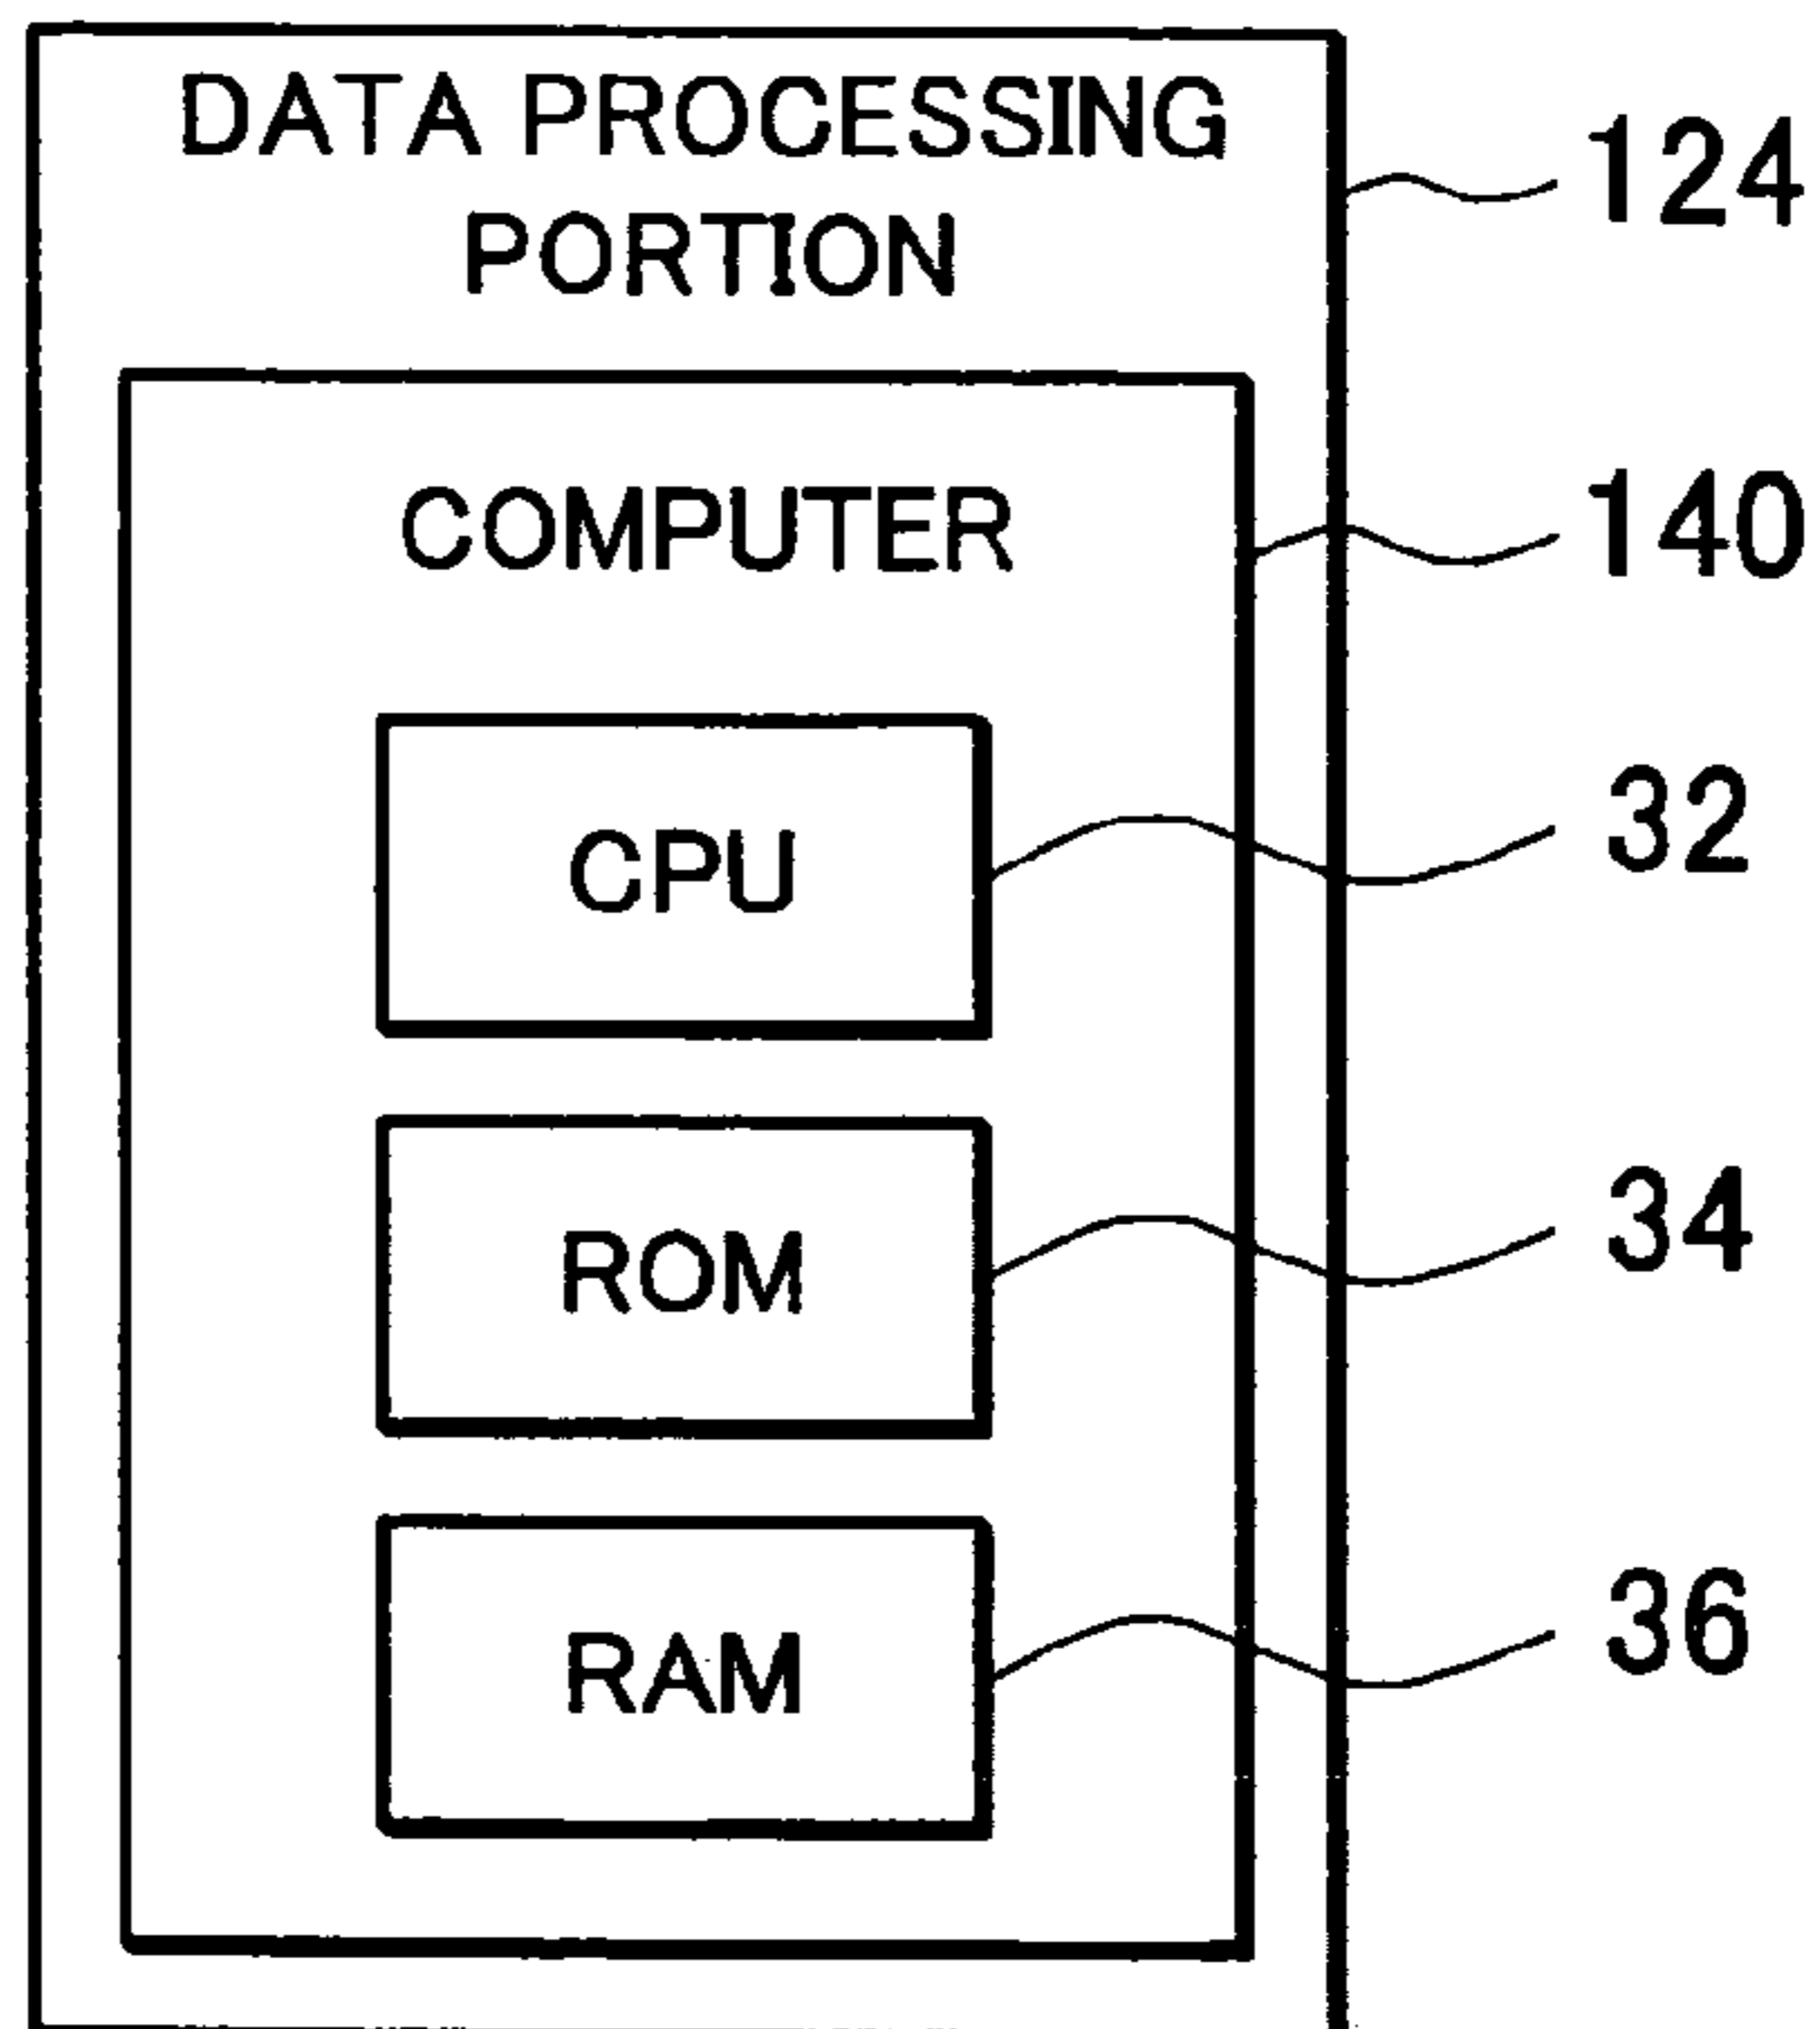 DATA PROCESSING
PORTION
124
COMPUTER
140
CPU
32
ROM
34
RAM
36